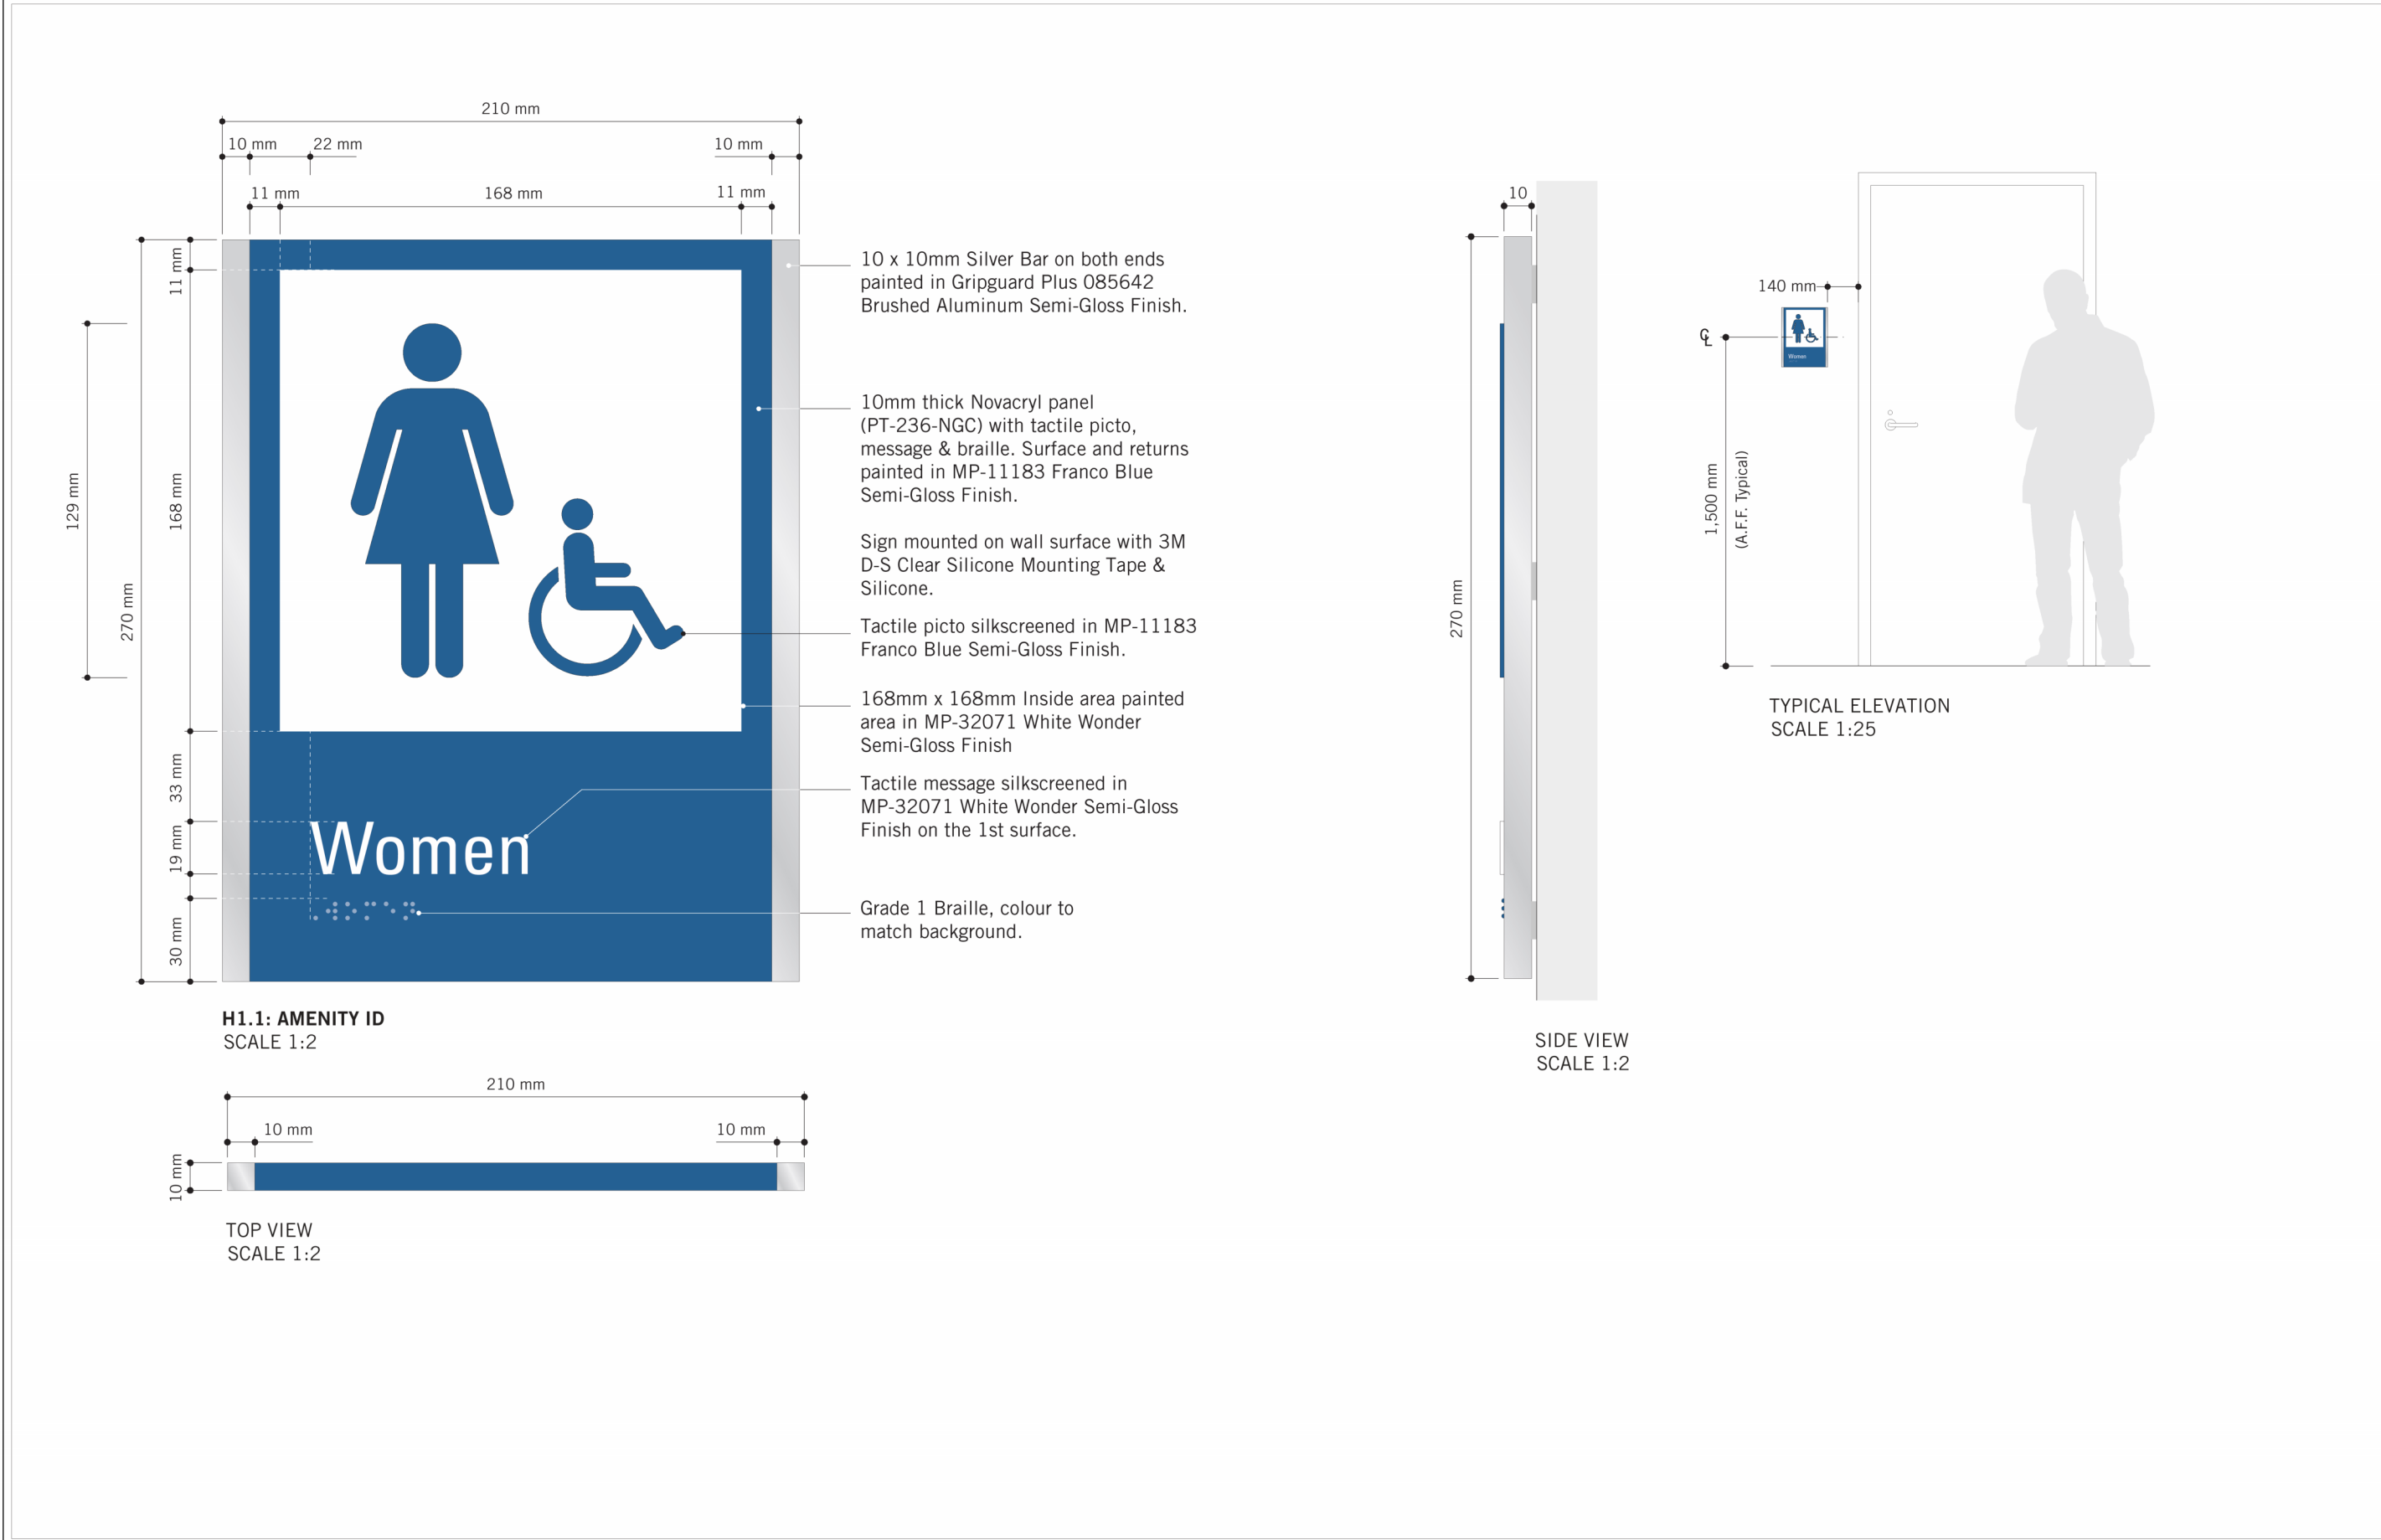 210 mm
10 mm
22 mm
10 mm
11 mm
168 mm
11 mm
11 mm
129 mm
168 mm
270 mm
33 mm
19 mm
30 mm
Women
10 x 10mm Silver Bar on both ends
painted in Gripguard Plus 085642
Brushed Aluminum Semi-Gloss Finish.
10mm thick Novacryl panel
(PT-236-NGC) with tactile picto,
message & braille. Surface and returns
painted in MP-11183 Franco Blue
Semi-Gloss Finish.
Sign mounted on wall surface with 3M
D-S Clear Silicone Mounting Tape &
Silicone.
Tactile picto silkscreened in MP-11183
Franco Blue Semi-Gloss Finish.
168mm x 168mm Inside area painted
area in MP-32071 White Wonder
Semi-Gloss Finish
Tactile message silkscreened in
MP-32071 White Wonder Semi-Gloss
Finish on the 1st surface.
Grade 1 Braille, colour to
match background.
H1.1: AMENITY ID
SCALE 1:2
210 mm
10 mm
10 mm
10 mm
TOP VIEW
SCALE 1:2
10
270 mm
SIDE VIEW
SCALE 1:2
140 mm
CL
Women
1,500 mm
(A.F.F. Typical)
TYPICAL ELEVATION
SCALE 1:25